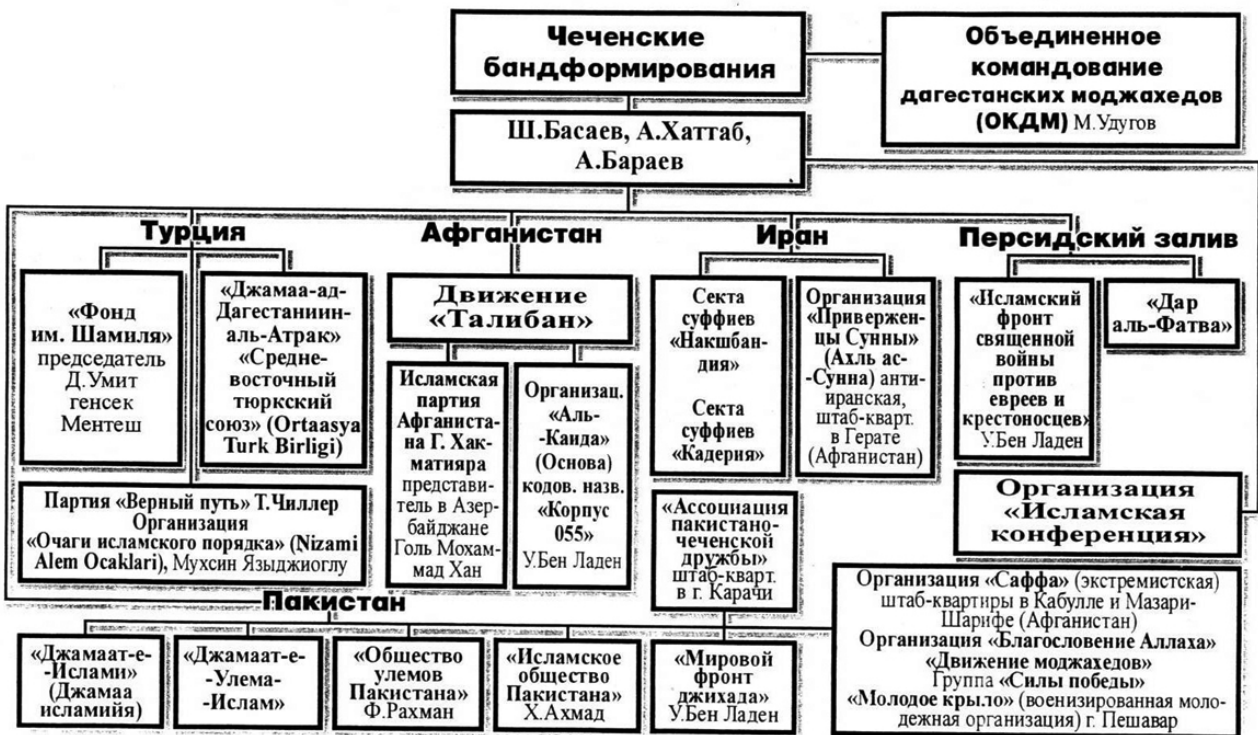 Чеченские
бандформирования
Объединенное
командование
дагестанских моджахедов
(ОКДМ) М.Удугов
Ш.Басаев, А.Хаттаб,
А.Бараев
Турция
«Фонд
им. Шамиля»
председатель
Д.Умит
генсек
Ментеш
«Джамаа-ад-
Дагестаниин-
аль-Атрак»
«Средне-
восточный
тюркский
союз» (Ortaasya
Turk Birligi)
Партия «Верный путь» Т.Чиллер
Организация
«Очаги исламского порядка» (Nizami
Alem Ocaklari), Мухсин Языджиоглу
Афганистан
Движение
«Талибан»
Исламская
партия
Афганиста-
на Г. Хак-
матияра
представи-
тель в Азер-
байджане
Голь Мохам-
мад Хан
Организац.
«Аль-
-Каида»
(Основа)
кодов. назв.
«Корпус
055»
У.Бен Ладен
Иран
Секта
суффиев
«Накшбан-
дия»
Секта
суффиев
«Кадерия»
Организация
«Привержен-
цы Сунны»
(Ахль ас-
-Сунна) анти-
иранская,
штаб-кварт.
в Герате
(Афганистан)
Персидский залив
«Исламский
фронт
священной
войны
против
евреев и
крестоносцев»
У.Бен Ладен
«Дар
аль-Фатва»
Организация
«Исламская
конференция»
Пакистан
«Ассоциация
пакистано-
чеченской
дружбы»
штаб-кварт.
в г. Карачи
«Джамаат-е-
-Ислами»
(Джамаа
исламийя)
«Джамаат-е-
-Улема-
-Ислам»
«Общество
улемов
Пакистана»
Ф.Рахман
«Исламское
общество
Пакистана»
Х.Ахмад
«Мировой
фронт
джихада»
У.Бен Ладен
Организация «Саффа» (экстремистская)
штаб-квартиры в Кабулле и Мазари-
Шарифе (Афганистан)
Организация «Благословение Аллаха»
«Движение моджахедов»
Группа «Силы победы»
«Молодое крыло» (военизированная моло-
дежная организация) г. Пешавар